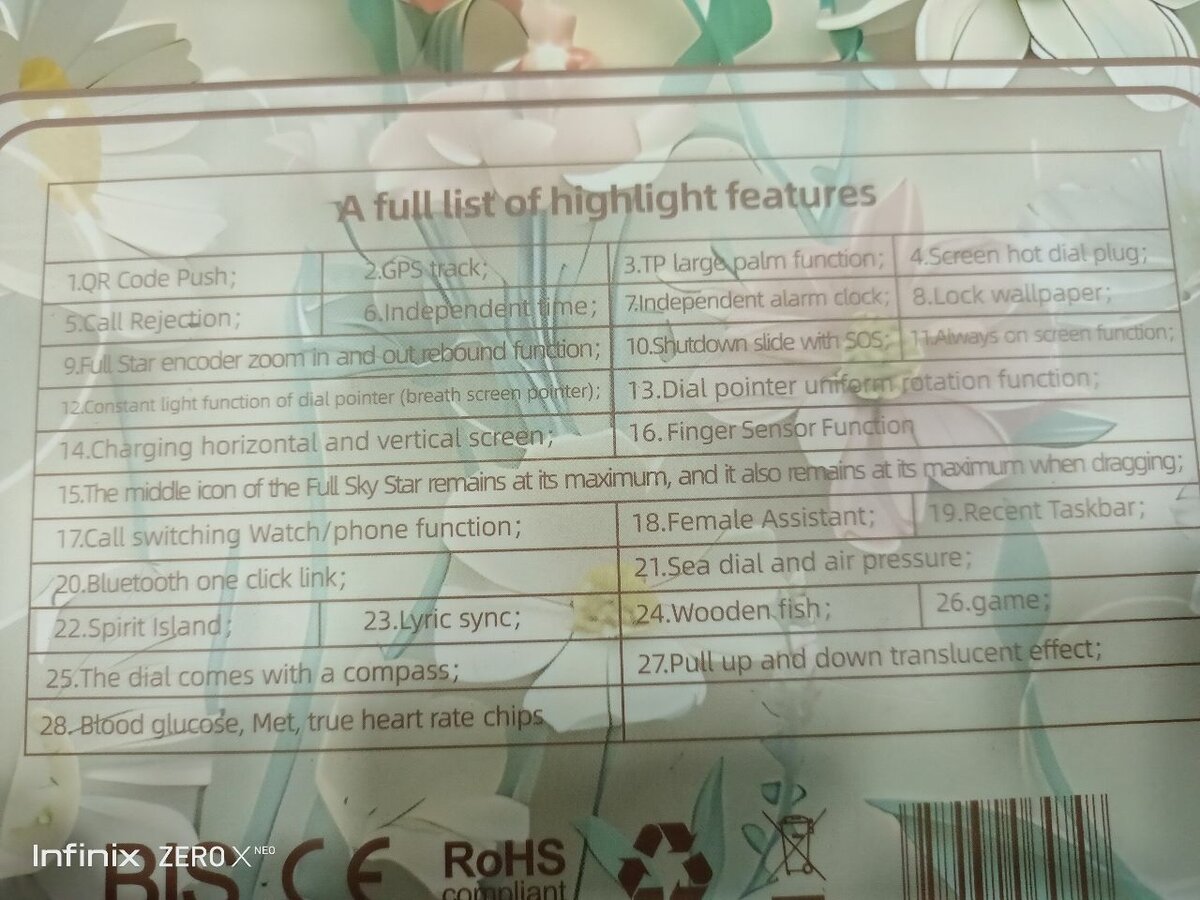 A full list of highlight features
1.QR Code Push; 2.GPS track; 3.TP large palm function; 4.Screen hot dial plug;
5.Call Rejection; 6.Independent time; 7.Independent alarm clock; 8.Lock wallpaper;
9.Full Star encoder zoom in and out rebound function; 10.Shutdown slide with SOS; 11.Always on screen function;
12.Constant light function of dial pointer (breath screen pointer); 13.Dial pointer uniform rotation function;
14.Charging horizontal and vertical screen; 16.Finger Sensor Function
15.The middle icon of the Full Sky Star remains at its maximum, and it also remains at its maximum when dragging;
17.Call switching Watch/phone function; 18.Female Assistant; 19.Recent Taskbar;
20.Bluetooth one click link; 21.Sea dial and air pressure;
22.Spirit Island; 23.Lyric sync; 24.Wooden fish; 26.game;
25.The dial comes with a compass; 27.Pull up and down translucent effect;
28. Blood glucose, Met, true heart rate chips
BIS CE RoHS
compliant
Infinix ZERO X NEO